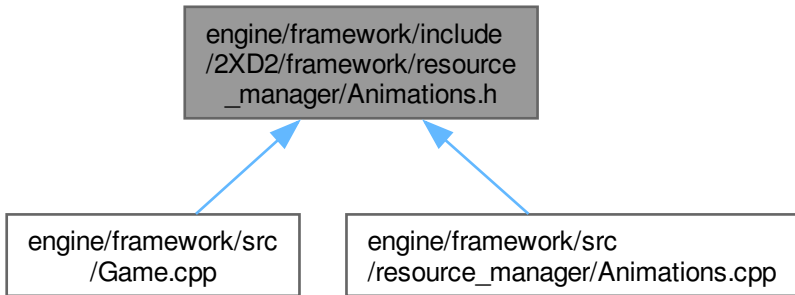 engine/framework/include
/2XD2/framework/resource
_manager/Animations.h
engine/framework/src
/Game.cpp
engine/framework/src
/resource_manager/Animations.cpp